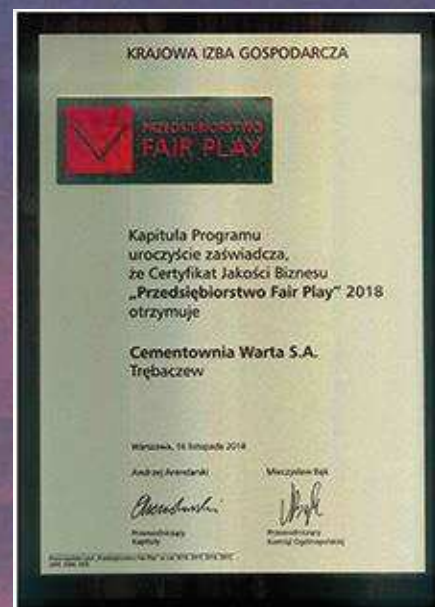 KRAJOWA IZBA GOSPODARCZA
PRZEDSIĘBIORSTWO
FAIR PLAY
Kapituła Programu
uroczyście zaświadcza,
że Certyfikat Jakości Biznesu
„Przedsiębiorstwo Fair Play” 2018
otrzymuje
Cementownia Warta S.A.
Trębaczew
Warszawa, 16 listopada 2018
Andrzej Arendarski
Mieczysław Bąk
Przewodniczący
Kapituły
Przewodniczący
Komisji Ogólnopolskiej